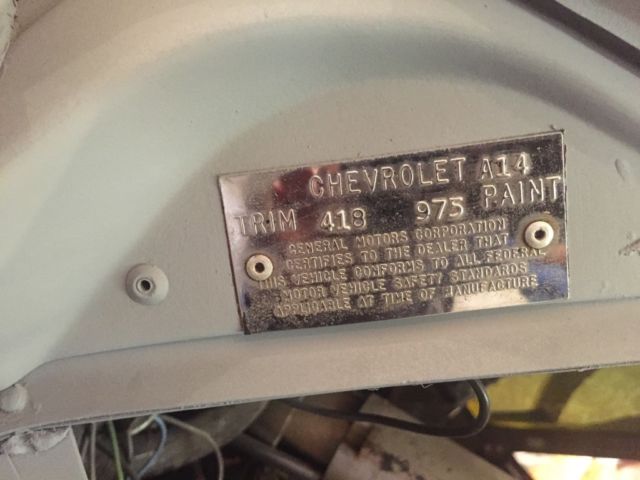 CHEVROLET A14
TRIM 418 975 PAINT
GENERAL MOTORS CORPORATION
CERTIFIES TO THE DEALER THAT
THIS VEHICLE CONFORMS TO ALL FEDERAL
MOTOR VEHICLE SAFETY STANDARDS
APPLICABLE AT TIME OF MANUFACTURE